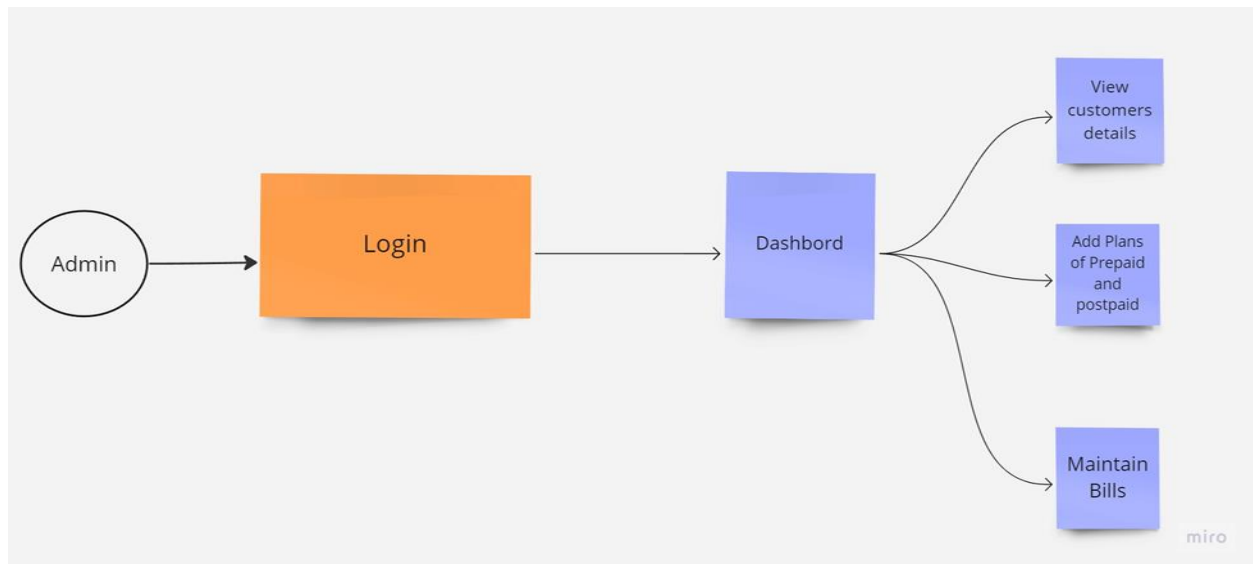 Admin
Login
Dashbord
View
customers
details
Add Plans
of Prepaid
and
postpaid
Maintain
Bills
miro